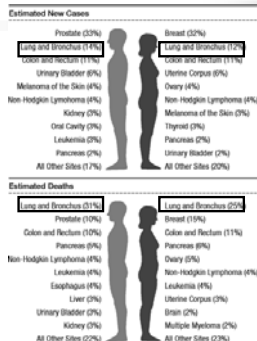 Estimated New Cases
Prostate (33%)
Lung and Bronchus (14%)
Colon and Rectum (11%)
Urinary Bladder (6%)
Melanoma of the Skin (4%)
Non-Hodgkin Lymphoma (4%)
Kidney (3%)
Oral Cavity (3%)
Leukemia (3%)
Pancreas (2%)
All Other Sites (17%)
Breast (32%)
Lung and Bronchus (12%)
Colon and Rectum (11%)
Uterine Corpus (6%)
Ovary (4%)
Non-Hodgkin Lymphoma (4%)
Melanoma of the Skin (3%)
Thyroid (3%)
Pancreas (2%)
Urinary Bladder (2%)
All Other Sites (20%)
Estimated Deaths
Lung and Bronchus (31%)
Prostate (10%)
Colon and Rectum (10%)
Pancreas (5%)
Non-Hodgkin Lymphoma (4%)
Leukemia (4%)
Esophagus (4%)
Liver (3%)
Urinary Bladder (3%)
Kidney (3%)
All Other Sites (22%)
Lung and Bronchus (25%)
Breast (15%)
Colon and Rectum (11%)
Pancreas (6%)
Ovary (5%)
Non-Hodgkin Lymphoma (4%)
Leukemia (4%)
Uterine Corpus (3%)
Brain (2%)
Multiple Myeloma (2%)
All Other Sites (23%)